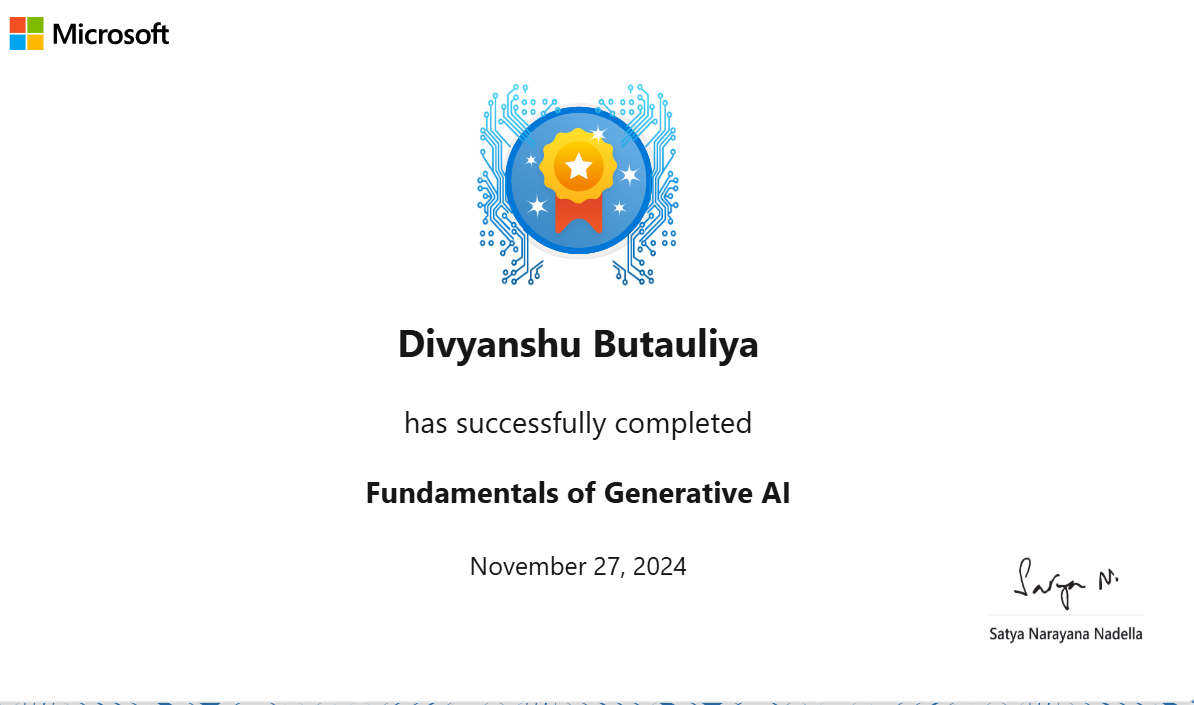 Microsoft
Divyanshu Butauliya
has successfully completed
Fundamentals of Generative AI
November 27, 2024
Satya N.
Satya Narayana Nadella